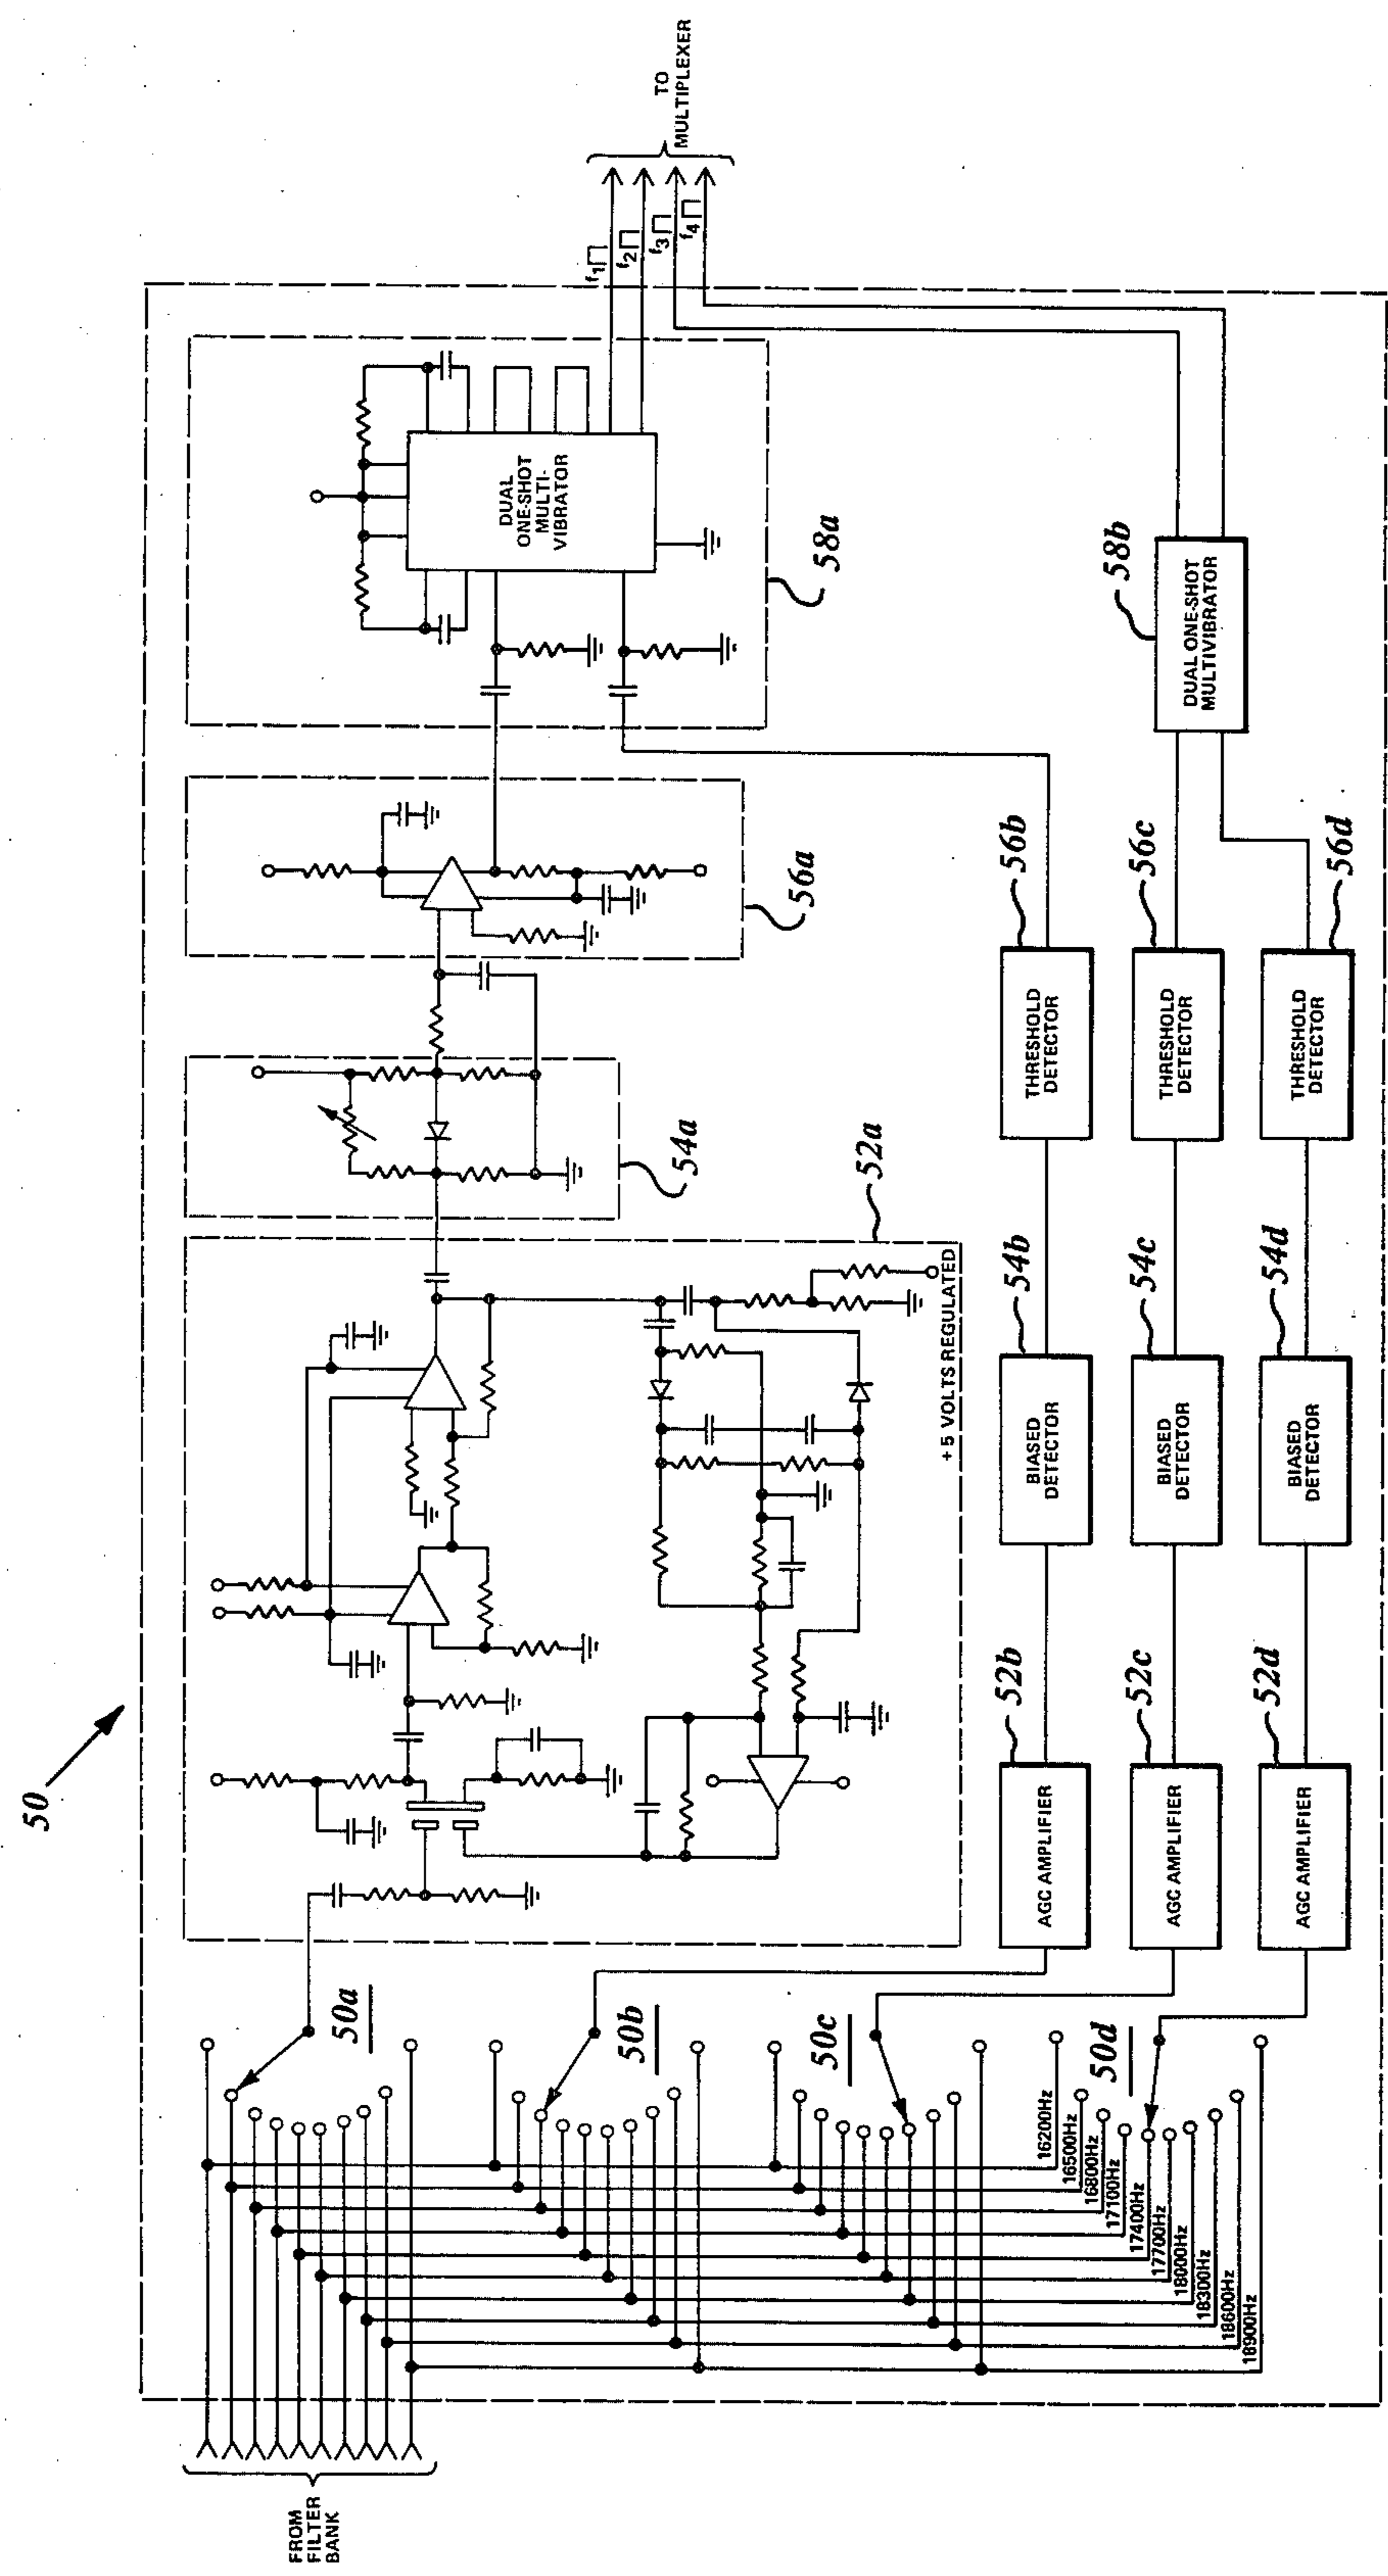 50
FROM
FILTER
BANK
50a
50b
50c
50d
16200Hz
16500Hz
16800Hz
17100Hz
17400Hz
17700Hz
18000Hz
18300Hz
18600Hz
18900Hz
52a
+5 VOLTS REGULATED
54a
56a
DUAL
ONE-SHOT
MULTI-
VIBRATOR
58a
f1
f2
f3
f4
TO
MULTIPLEXER
AGC AMPLIFIER
52b
BIASED
DETECTOR
54b
THRESHOLD
DETECTOR
56b
AGC AMPLIFIER
52c
BIASED
DETECTOR
54c
THRESHOLD
DETECTOR
56c
DUAL ONE-SHOT
MULTIVIBRATOR
58b
AGC AMPLIFIER
52d
BIASED
DETECTOR
54d
THRESHOLD
DETECTOR
56d